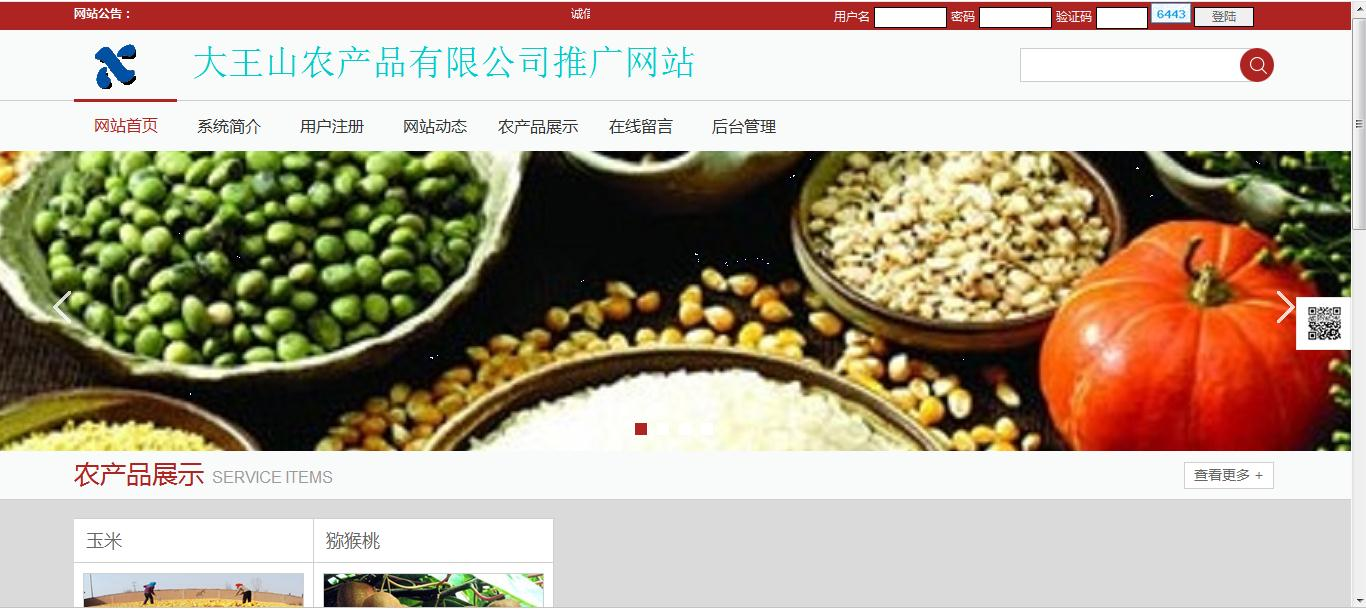 网站公告： 诚信 用户名 密码 验证码 6443 登陆
大王山农产品有限公司推广网站
网站首页 系统简介 用户注册 网站动态 农产品展示 在线留言 后台管理
农产品展示 SERVICE ITEMS 查看更多 +
玉米 猕猴桃